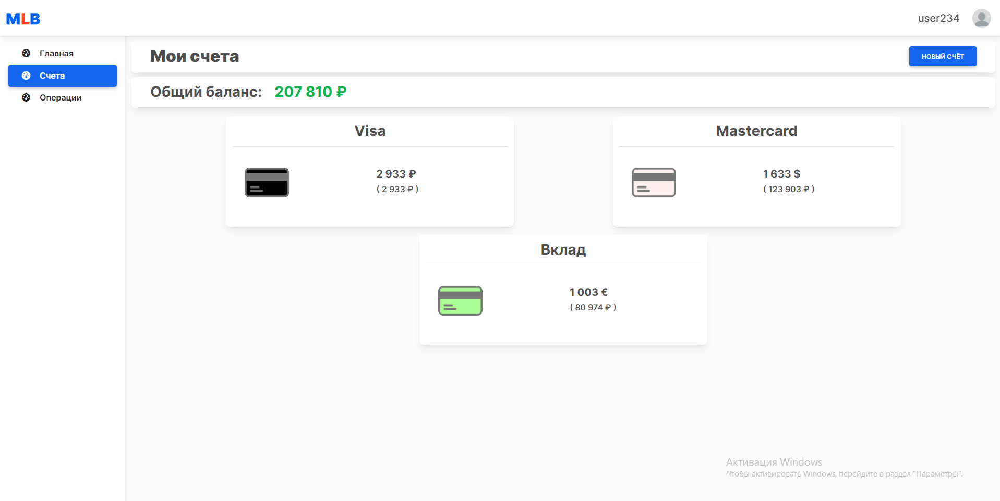 MLB
user234
Главная
Счета
Операции
Мои счета
НОВЫЙ СЧЁТ
Общий баланс: 207 810 ₽
Visa
2 933 ₽
( 2 933 ₽ )
Mastercard
1 633 $
( 123 903 ₽ )
Вклад
1 003 €
( 80 974 ₽ )
Активация Windows
Чтобы активировать Windows, перейдите в раздел "Параметры".